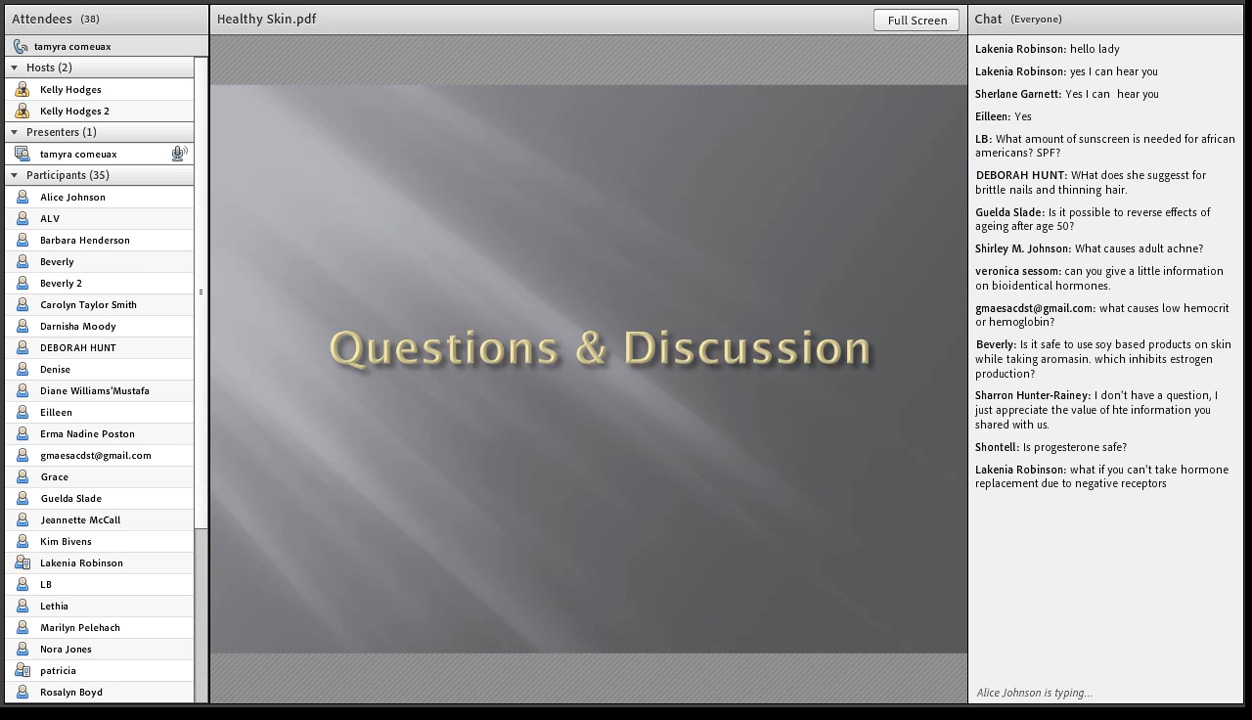 Attendees (38)
tamyra comeuax
Hosts (2)
Kelly Hodges
Kelly Hodges 2
Presenters (1)
tamyra comeuax
Participants (35)
Alice Johnson
ALV
Barbara Henderson
Beverly
Beverly 2
Carolyn Taylor Smith
Darnisha Moody
DEBORAH HUNT
Denise
Diane Williams'Mustafa
Eilleen
Erma Nadine Poston
gmaesacdst@gmail.com
Grace
Guelda Slade
Jeannette McCall
Kim Bivens
Lakenia Robinson
LB
Lethia
Marilyn Pelehach
Nora Jones
patricia
Rosalyn Boyd
Healthy Skin.pdf
Full Screen
Questions & Discussion
Chat (Everyone)
Lakenia Robinson: hello lady
Lakenia Robinson: yes I can hear you
Sherlane Garnett: Yes I can hear you
Eilleen: Yes
LB: What amount of sunscreen is needed for african
americans? SPF?
DEBORAH HUNT: WHat does she suggesst for
brittle nails and thinning hair.
Guelda Slade: Is it possible to reverse effects of
ageing after age 50?
Shirley M. Johnson: What causes adult achne?
veronica sessom: can you give a little information
on bioidentical hormones.
gmaesacdst@gmail.com: what causes low hemocrit
or hemoglobin?
Beverly: Is it safe to use soy based products on skin
while taking aromasin. which inhibits estrogen
production?
Sharron Hunter-Rainey: I don't have a question, I
just appreciate the value of hte information you
shared with us.
Shontell: Is progesterone safe?
Lakenia Robinson: what if you can't take hormone
replacement due to negative receptors
Alice Johnson is typing...